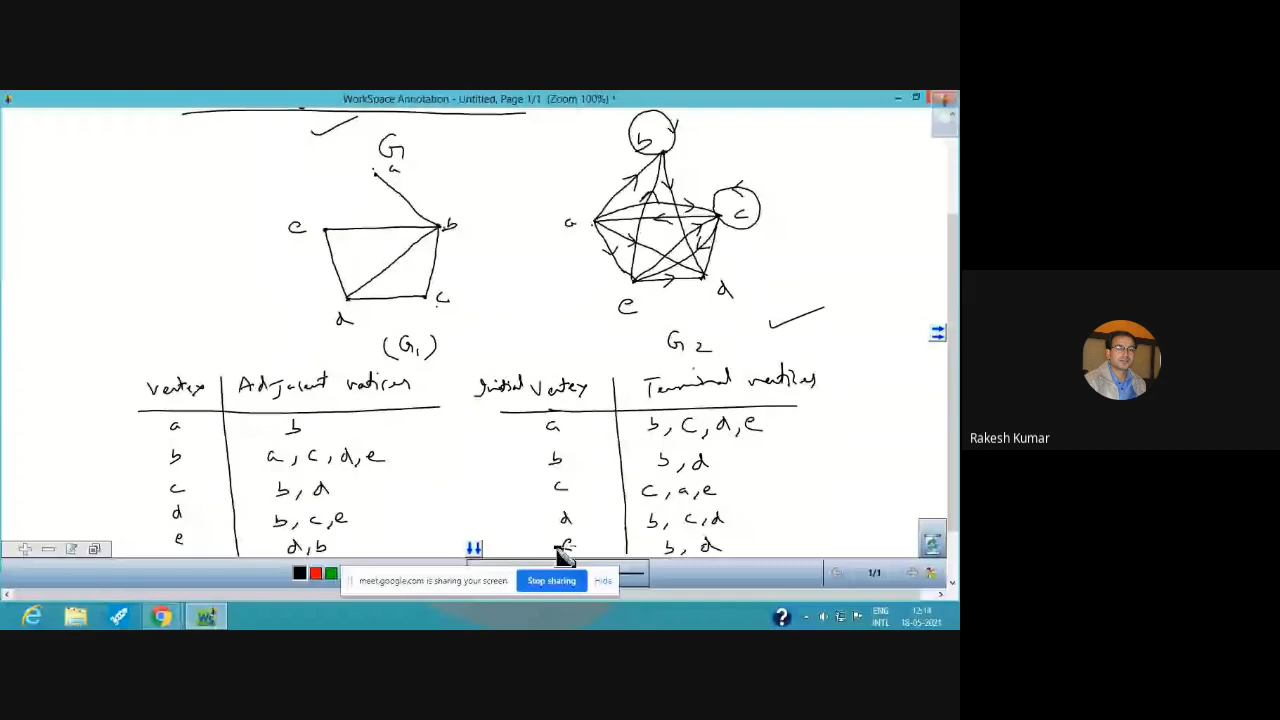 WorkSpace Annotation - Untitled, Page 1/1 (Zoom 100%) *
G
a
b
e
c
d
(G1)
b
a
c
e
d
G2
Vertex Adjacent vertices
a b
b a, c, d, e
c b, d
d b, c, e
e d, b
Initial Vertex Terminal vertices
a b, c, d, e
b b, d
c c, a, e
d b, c, d
e b, d
1/1
meet.google.com is sharing your screen. Stop sharing Hide
ENG
INTL
12:14
18-05-2021
Rakesh Kumar